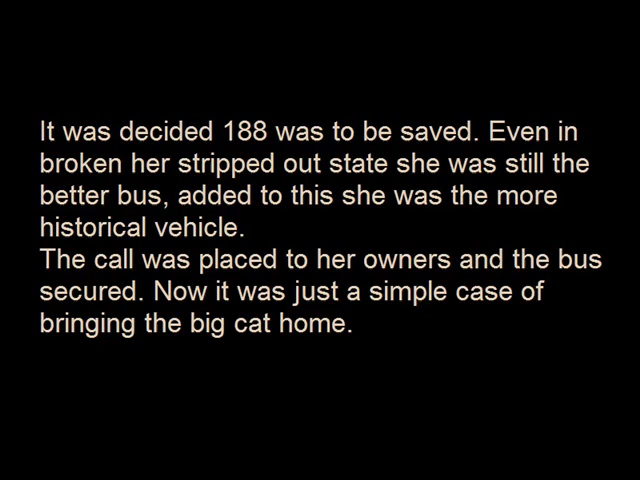 It was decided 188 was to be saved. Even in
broken her stripped out state she was still the
better bus, added to this she was the more
historical vehicle.
The call was placed to her owners and the bus
secured. Now it was just a simple case of
bringing the big cat home.